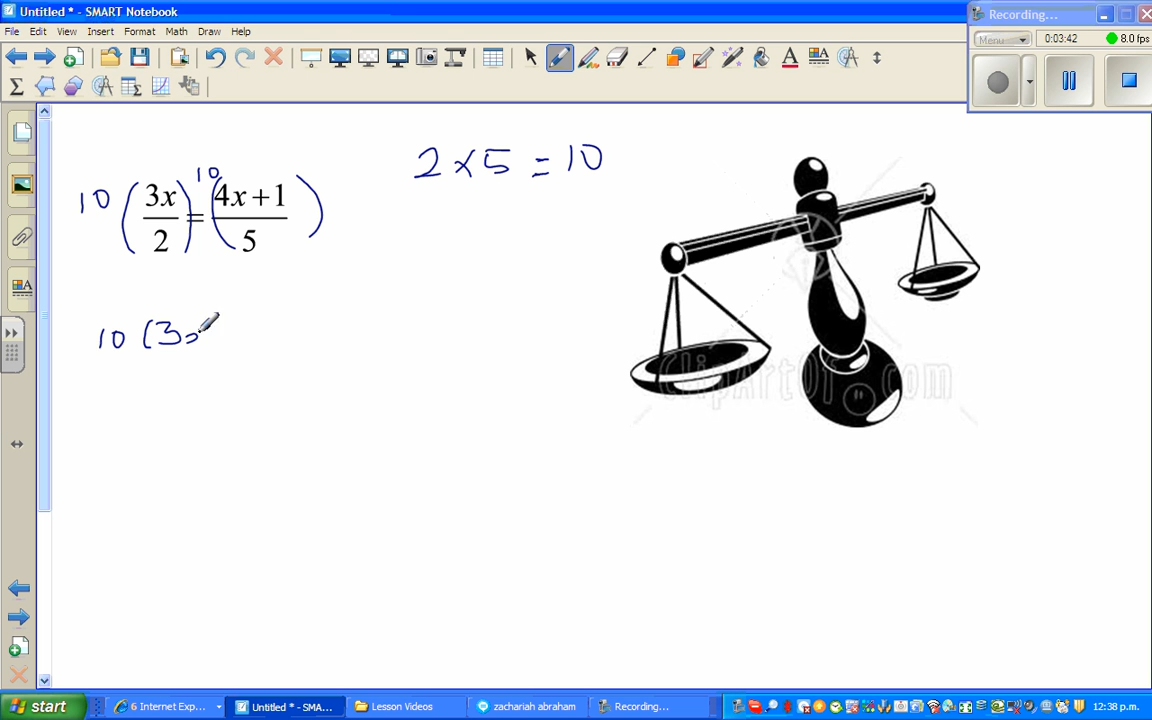 Untitled * - SMART Notebook
Recording...
File Edit View Insert Format Math Draw Help
Menu
0:03:42
8.0 fps
2 × 5 = 10
10 (3x/2) = 10 (4x + 1/5)
10 (3
ClipArtOf.com
start
6 Internet Exp...
Untitled * - SMA...
Lesson Videos
zachariah abraham
Recording...
12:38 p.m.